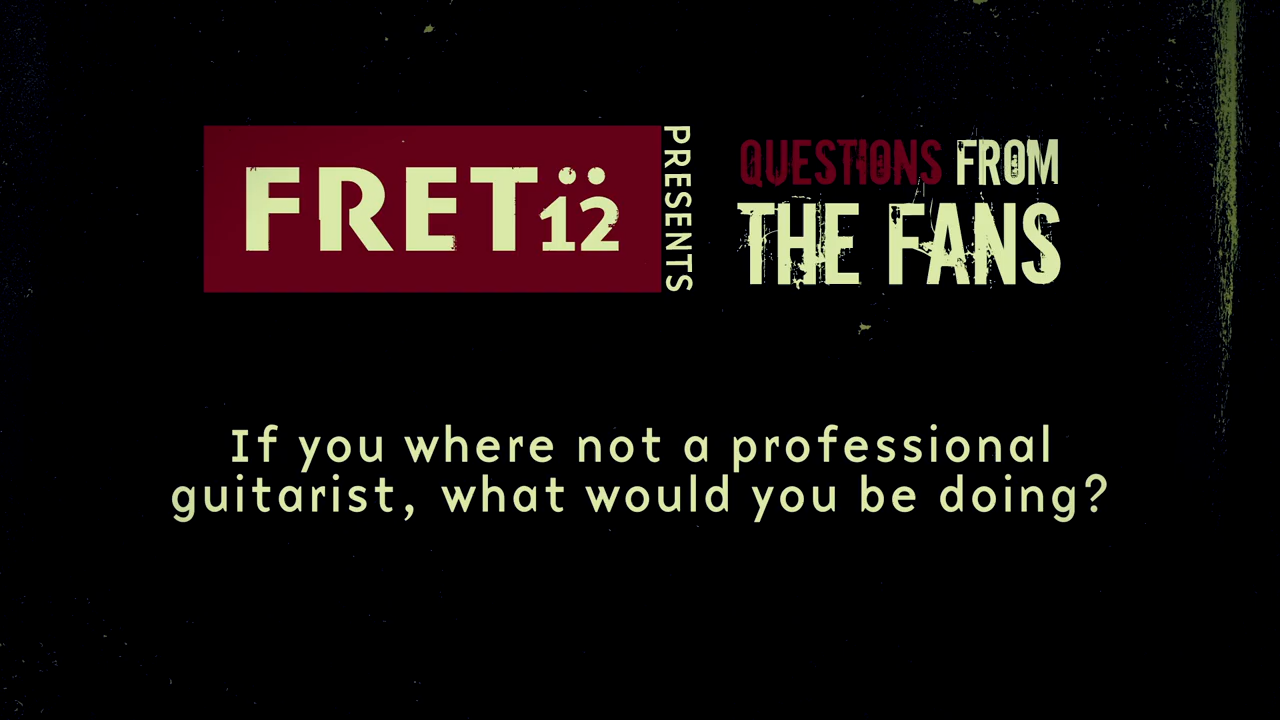 FRET12
PRESENTS
QUESTIONS FROM
THE FANS
If you where not a professional
guitarist, what would you be doing?